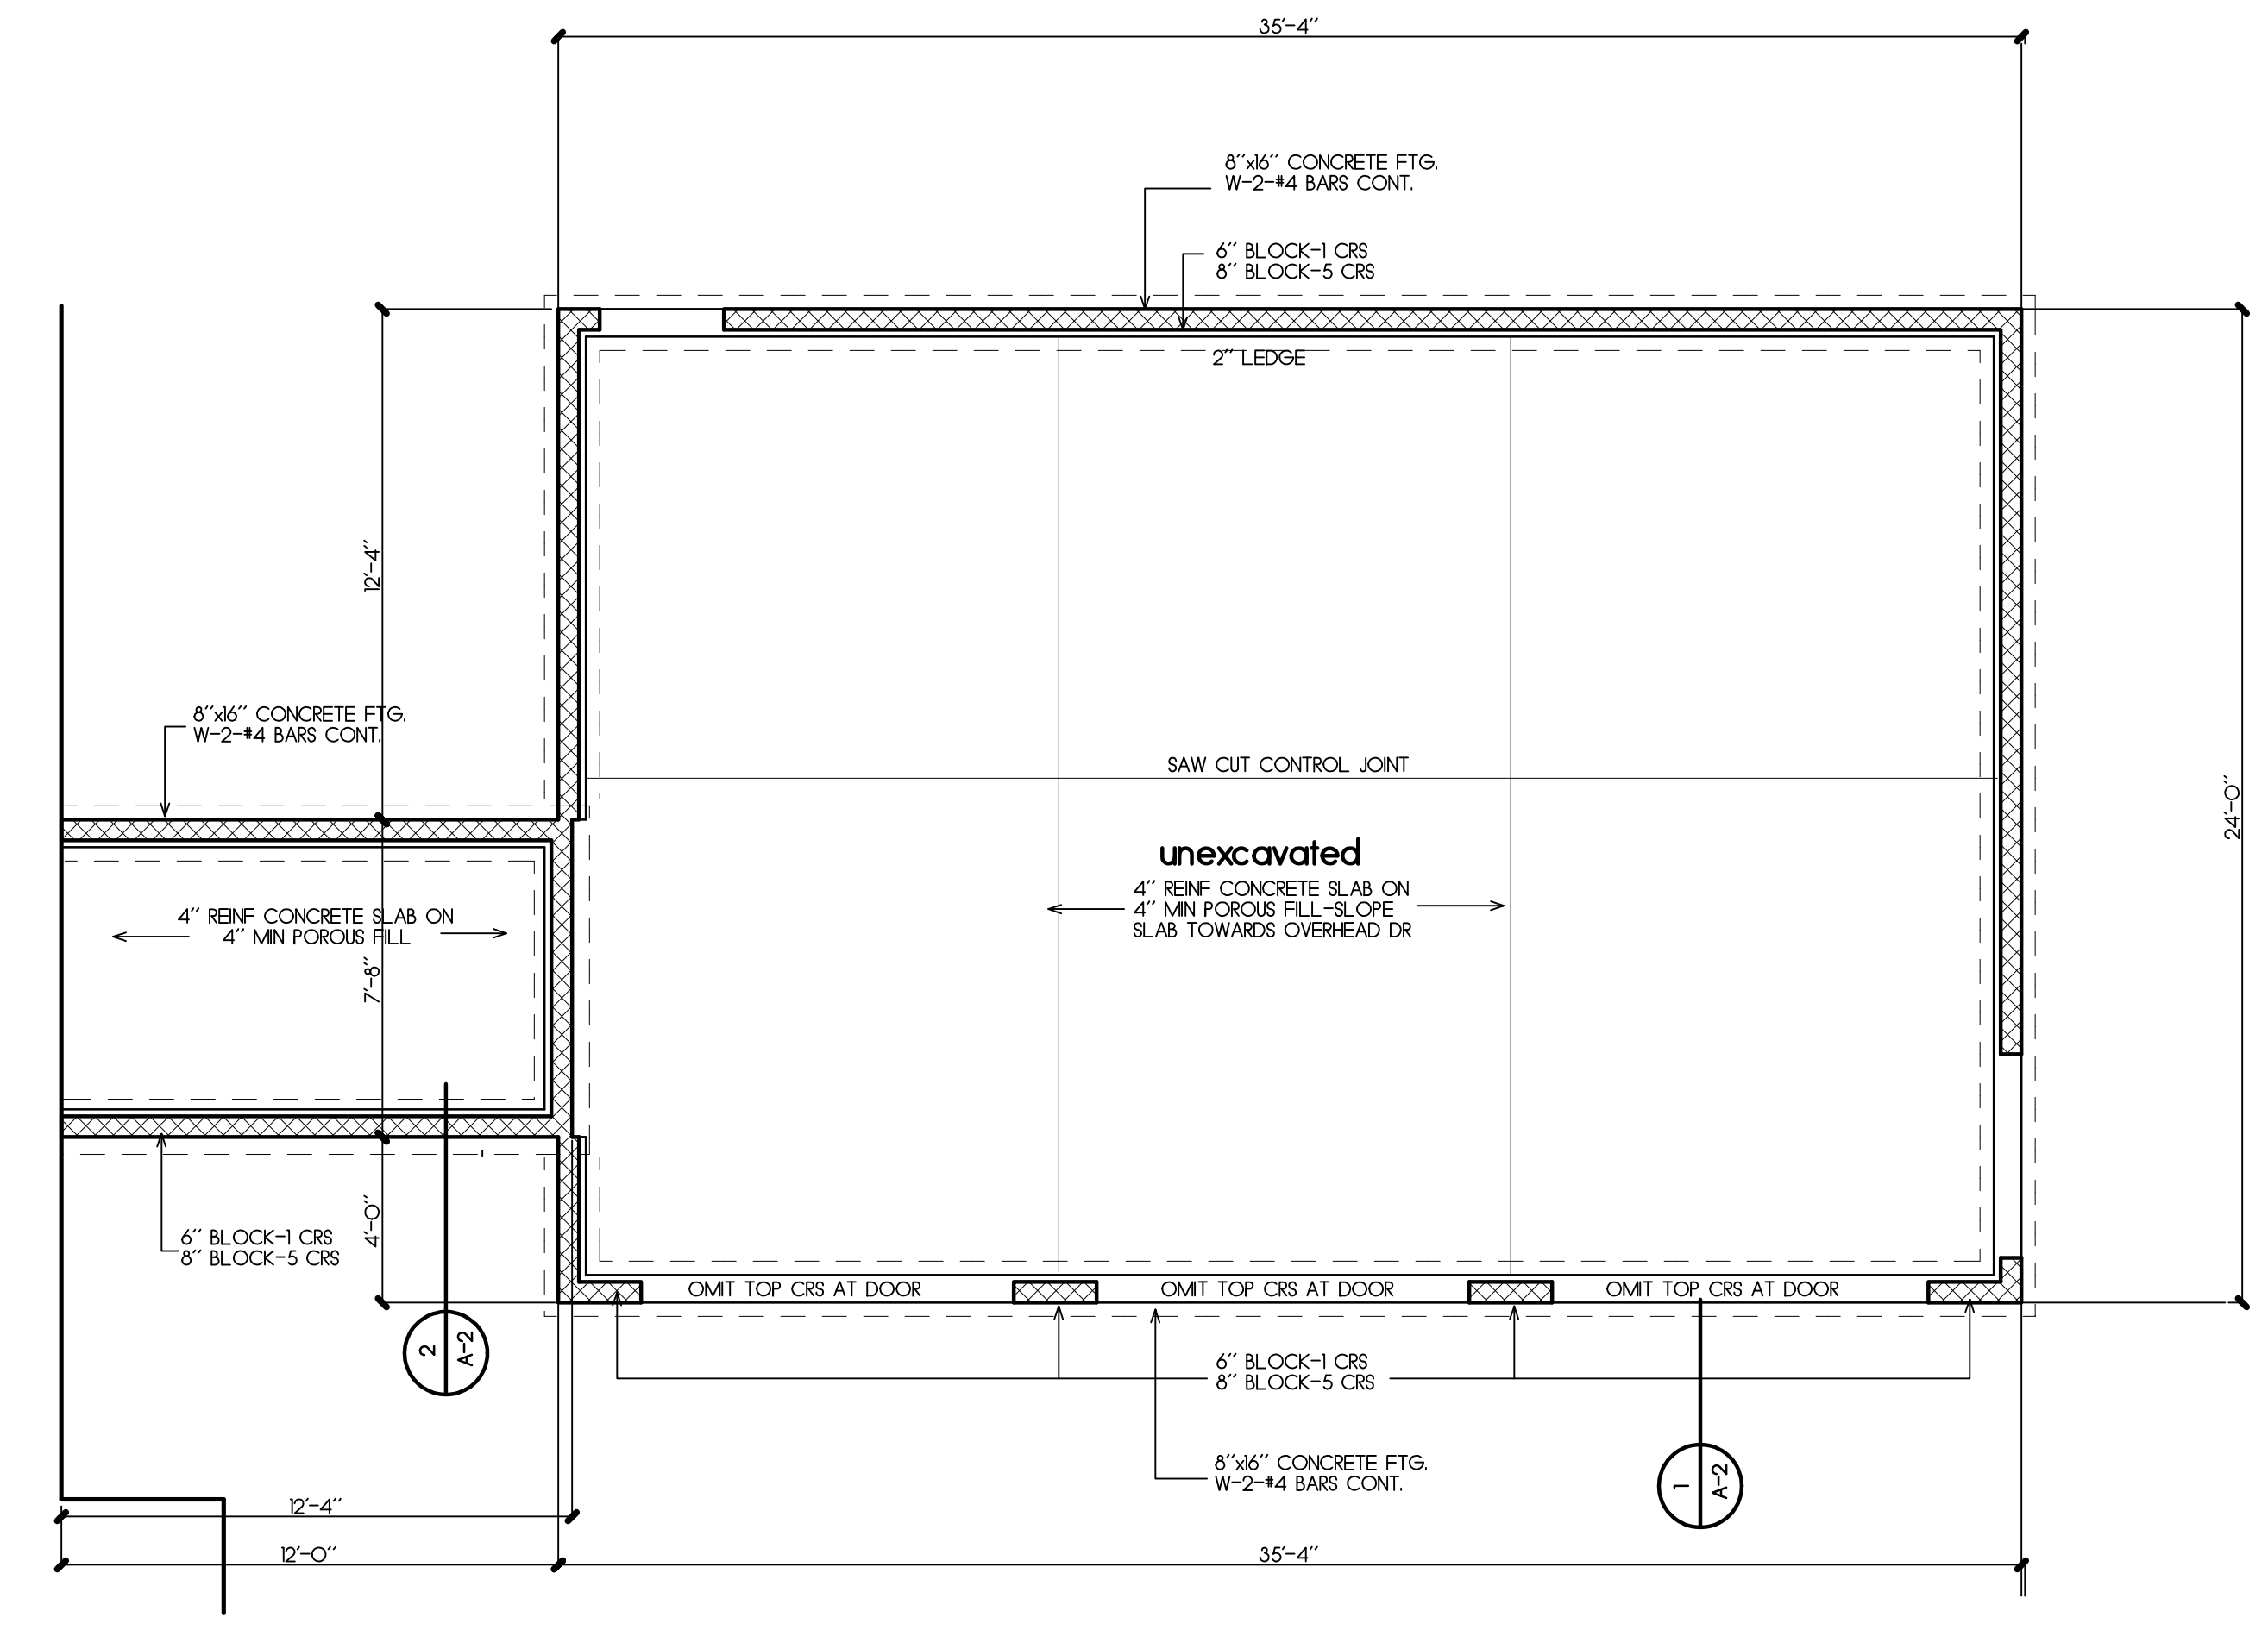 35'-4"
8"x16" CONCRETE FTG.
W-2-#4 BARS CONT.
6" BLOCK-1 CRS
8" BLOCK-5 CRS
2" LEDGE
12'-4"
8"x16" CONCRETE FTG.
W-2-#4 BARS CONT.
SAW CUT CONTROL JOINT
24'-0"
unexcavated
4" REINF CONCRETE SLAB ON
4" MIN POROUS FILL-SLOPE
SLAB TOWARDS OVERHEAD DR
4" REINF CONCRETE SLAB ON
4" MIN POROUS FILL
7'-8"
4'-0"
6" BLOCK-1 CRS
8" BLOCK-5 CRS
OMIT TOP CRS AT DOOR
OMIT TOP CRS AT DOOR
OMIT TOP CRS AT DOOR
2
A-2
6" BLOCK-1 CRS
8" BLOCK-5 CRS
8"x16" CONCRETE FTG.
W-2-#4 BARS CONT.
1
A-2
12'-4"
12'-0"
35'-4"